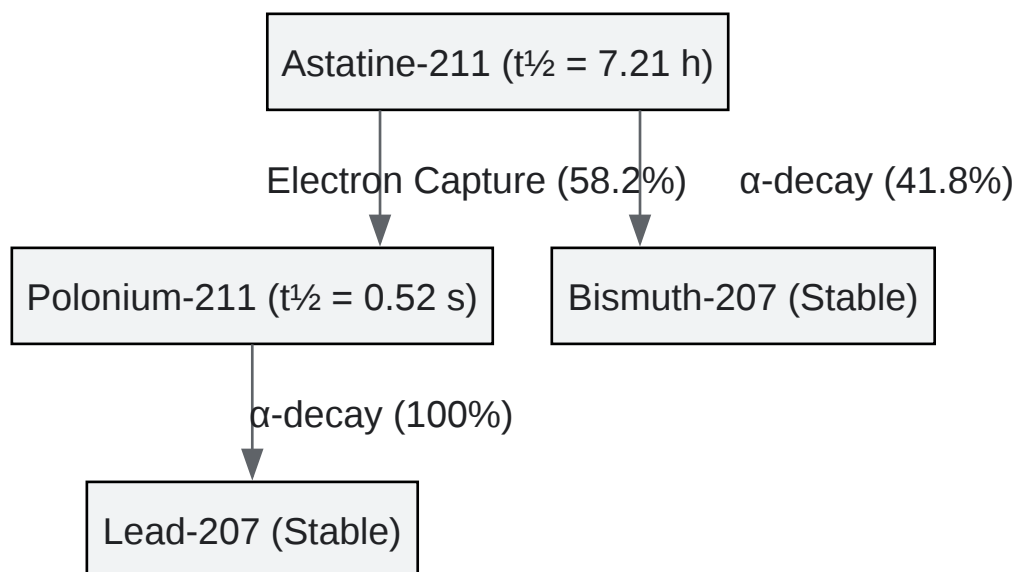 Astatine-211 (t½ = 7.21 h)
Electron Capture (58.2%)
α-decay (41.8%)
Polonium-211 (t½ = 0.52 s)
Bismuth-207 (Stable)
α-decay (100%)
Lead-207 (Stable)